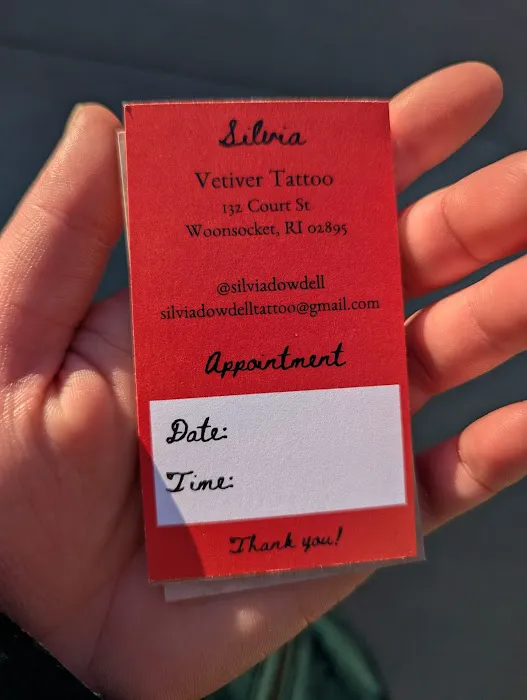 Silvia
Vetiver Tattoo
132 Court St
Woonsocket, RI 02895
@silviadowdell
silviadowdelltattoo@gmail.com
Appointment
Date:
Time:
Thank you!